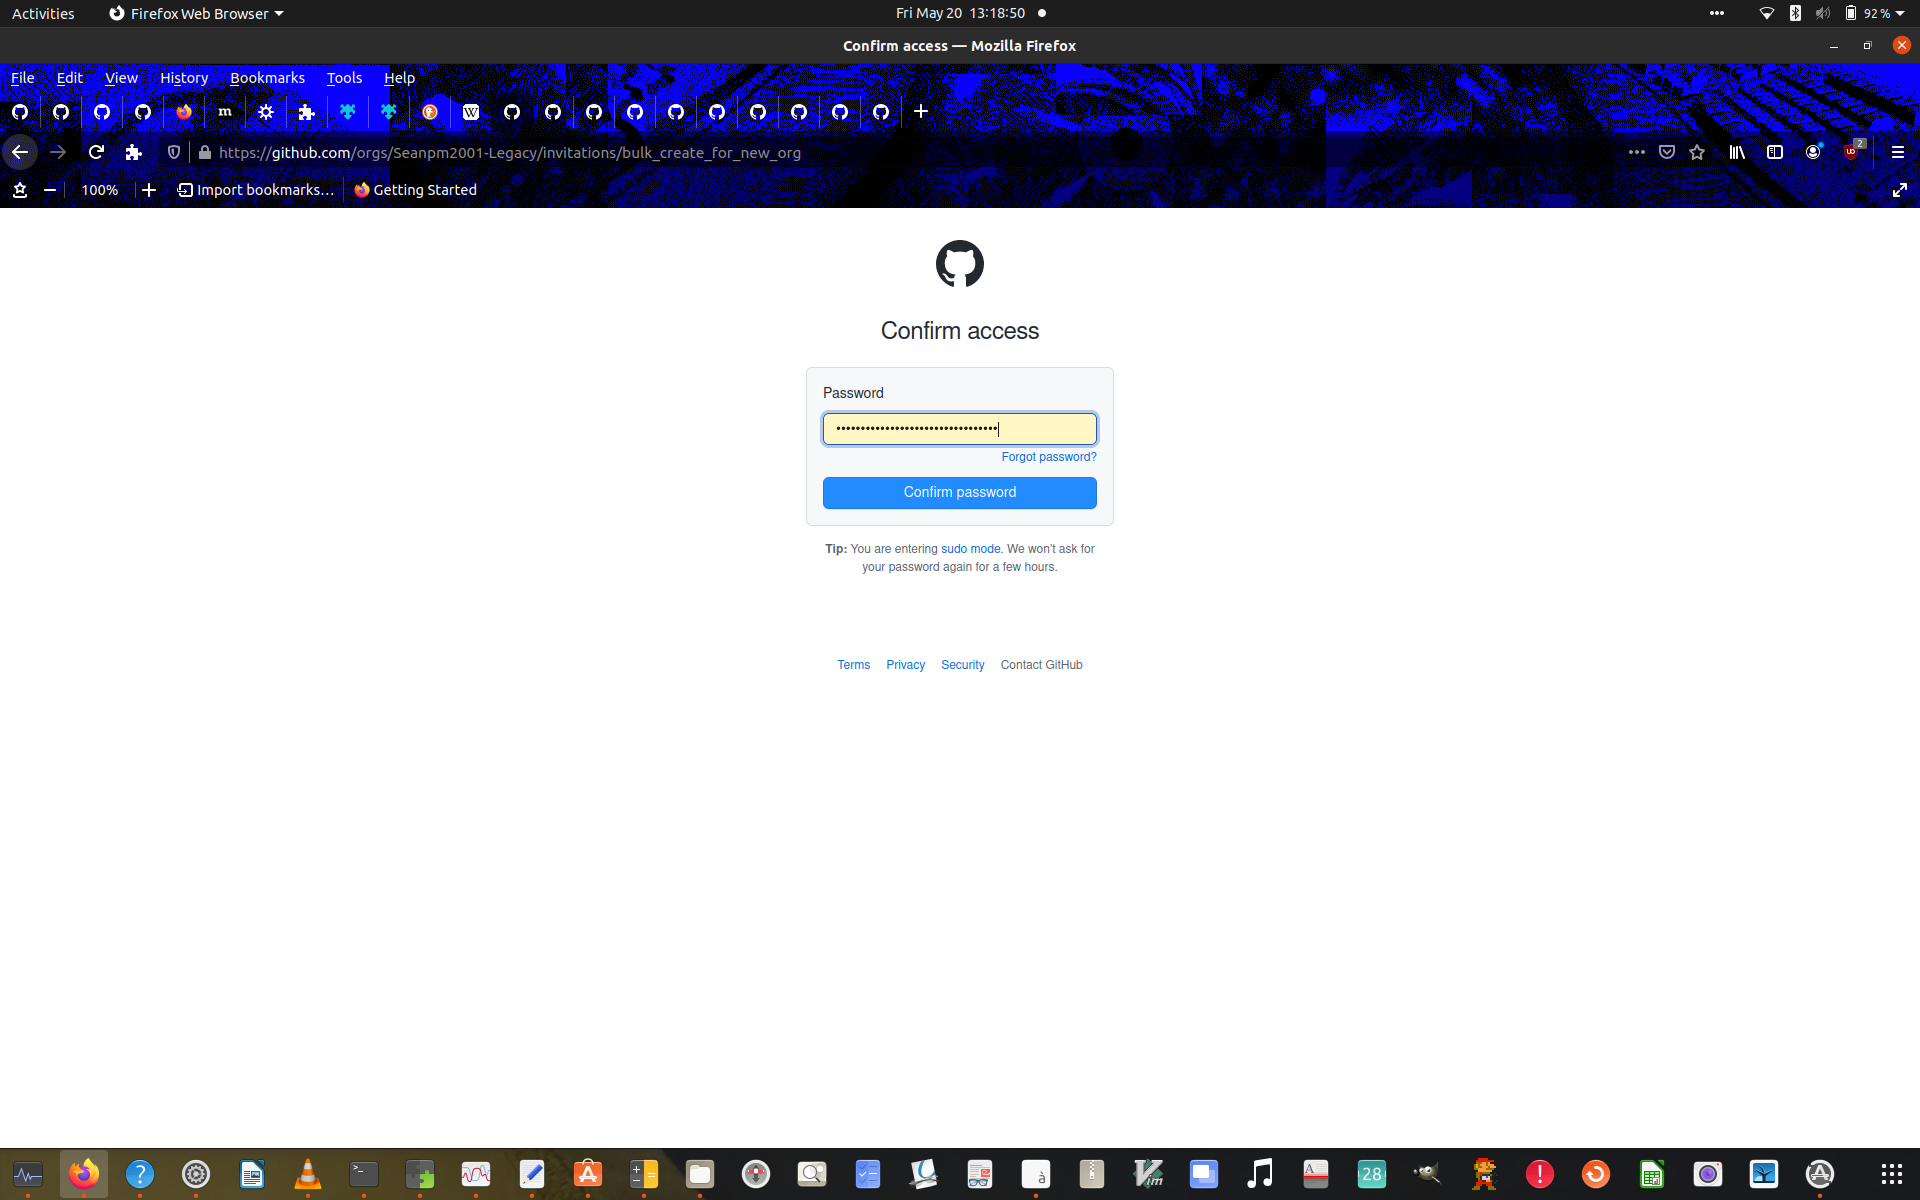 Activities
Firefox Web Browser
Fri May 20 13:18:50
92 %
Confirm access — Mozilla Firefox
File Edit View History Bookmarks Tools Help
m
W
https://github.com/orgs/Seanpm2001-Legacy/invitations/bulk_create_for_new_org
2
100%
Import bookmarks...
Getting Started
Confirm access
Password
••••••••••••••••••••••••••••••••••
Forgot password?
Confirm password
Tip: You are entering sudo mode. We won't ask for
your password again for a few hours.
Terms Privacy Security Contact GitHub
?
>_
à
Vim
A
28
!